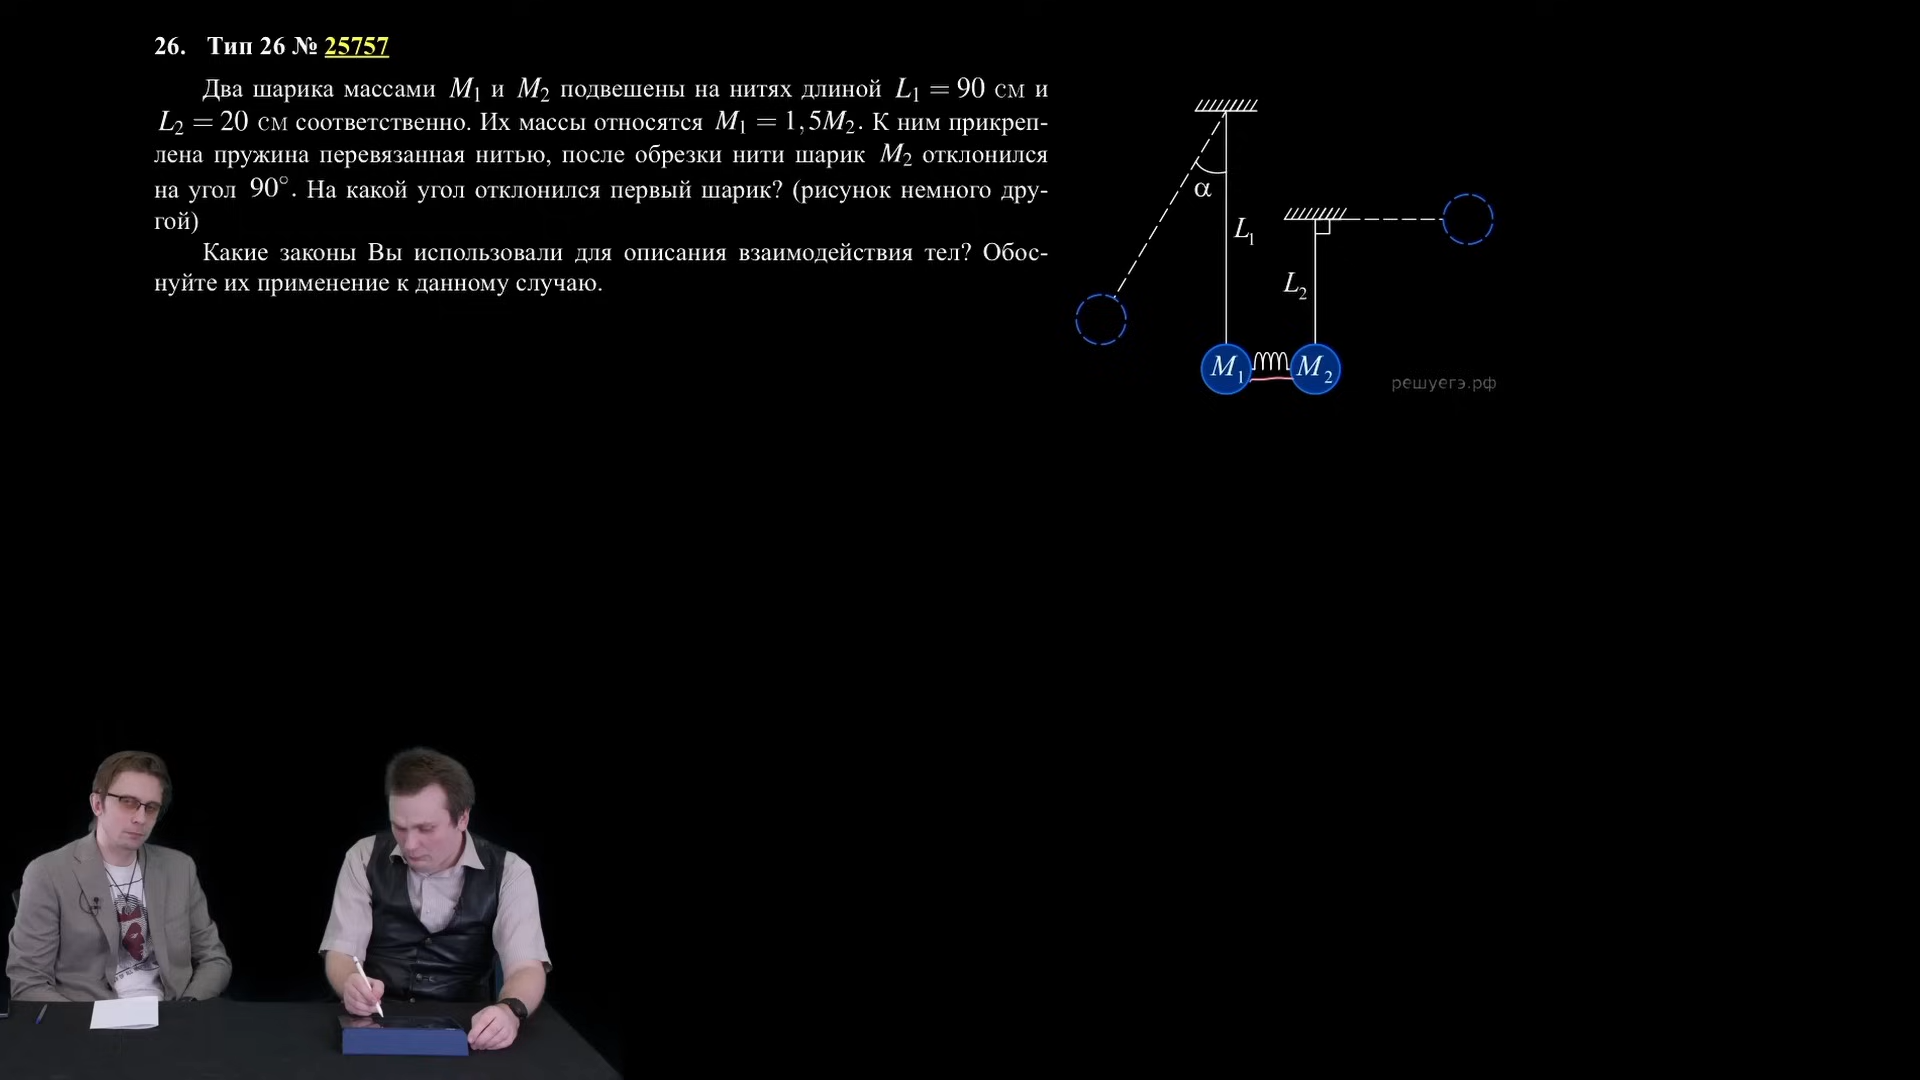 26. Тип 26 № 25757
Два шарика массами M₁ и M₂ подвешены на нитях длиной L₁ = 90 см и
L₂ = 20 см соответственно. Их массы относятся M₁ = 1,5M₂. К ним прикреп-
лена пружина перевязанная нитью, после обрезки нити шарик M₂ отклонился
на угол 90°. На какой угол отклонился первый шарик? (рисунок немного дру-
гой)
Какие законы Вы использовали для описания взаимодействия тел? Обос-
нуйте их применение к данному случаю.
α
L₁
L₂
M₁
M₂
решуегэ.рф